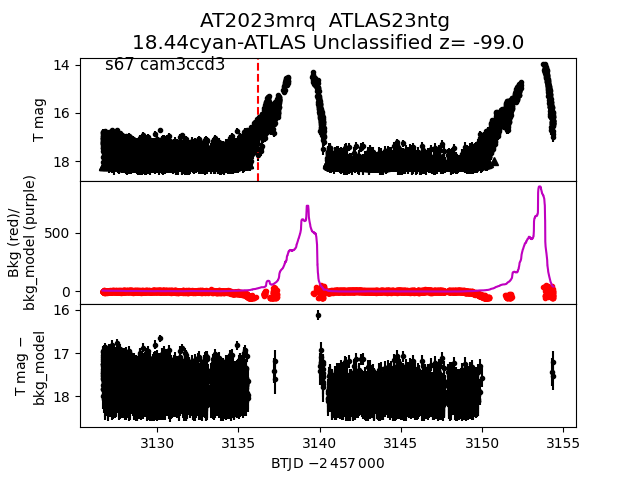 AT2023mrq ATLAS23ntg
18.44cyan-ATLAS Unclassified z= -99.0
s67 cam3ccd3
14
16
18
T mag
500
0
Bkg (red)/
bkg_model (purple)
16
17
18
T mag −
bkg_model
3130 3135 3140 3145 3150 3155
BTJD −2 457 000